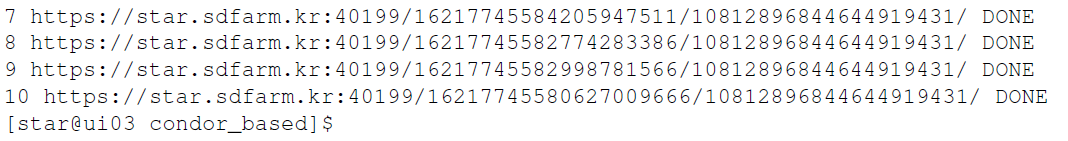 7 https://star.sdfarm.kr:40199/16217745584205947511/10812896844644919431/ DONE
8 https://star.sdfarm.kr:40199/16217745582774283386/10812896844644919431/ DONE
9 https://star.sdfarm.kr:40199/16217745582998781566/10812896844644919431/ DONE
10 https://star.sdfarm.kr:40199/16217745580627009666/10812896844644919431/ DONE
[star@ui03 condor_based]$